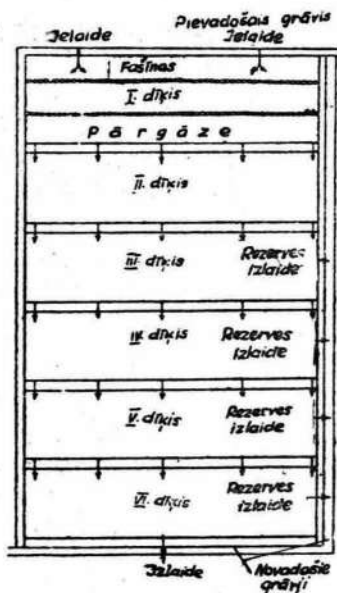 Ielaide
Pievadošais grāvis
Ielaide
Fašīnas
I. dīķis
Pārgāze
II. dīķis
III. dīķis
Rezerves
izlaide
IV. dīķis
Rezerves
izlaide
V. dīķis
Rezerves
izlaide
VI. dīķis
Rezerves
izlaide
Izlaide
Novadošie
grāvji